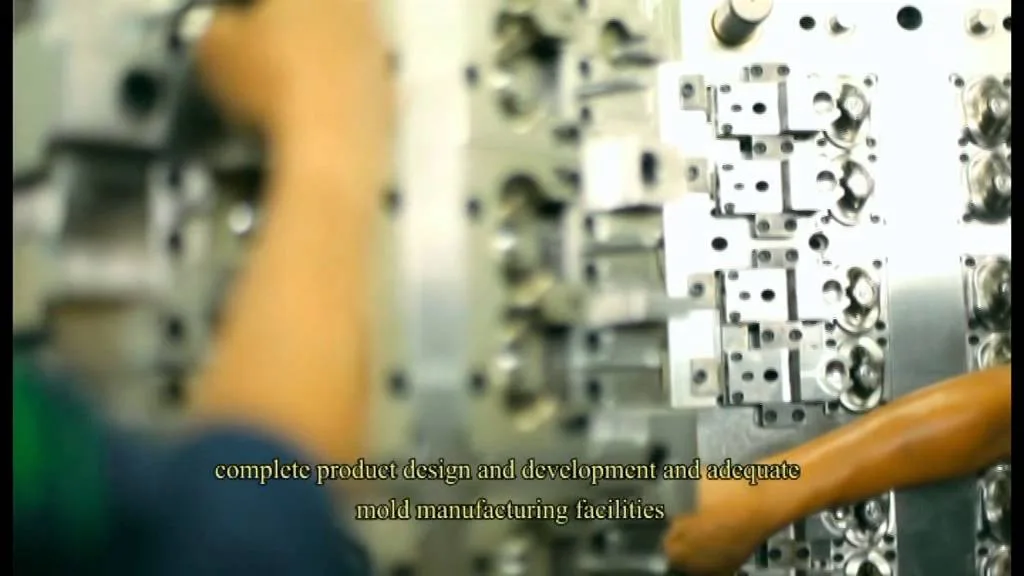 complete product design and development and adequate
mold manufacturing facilities